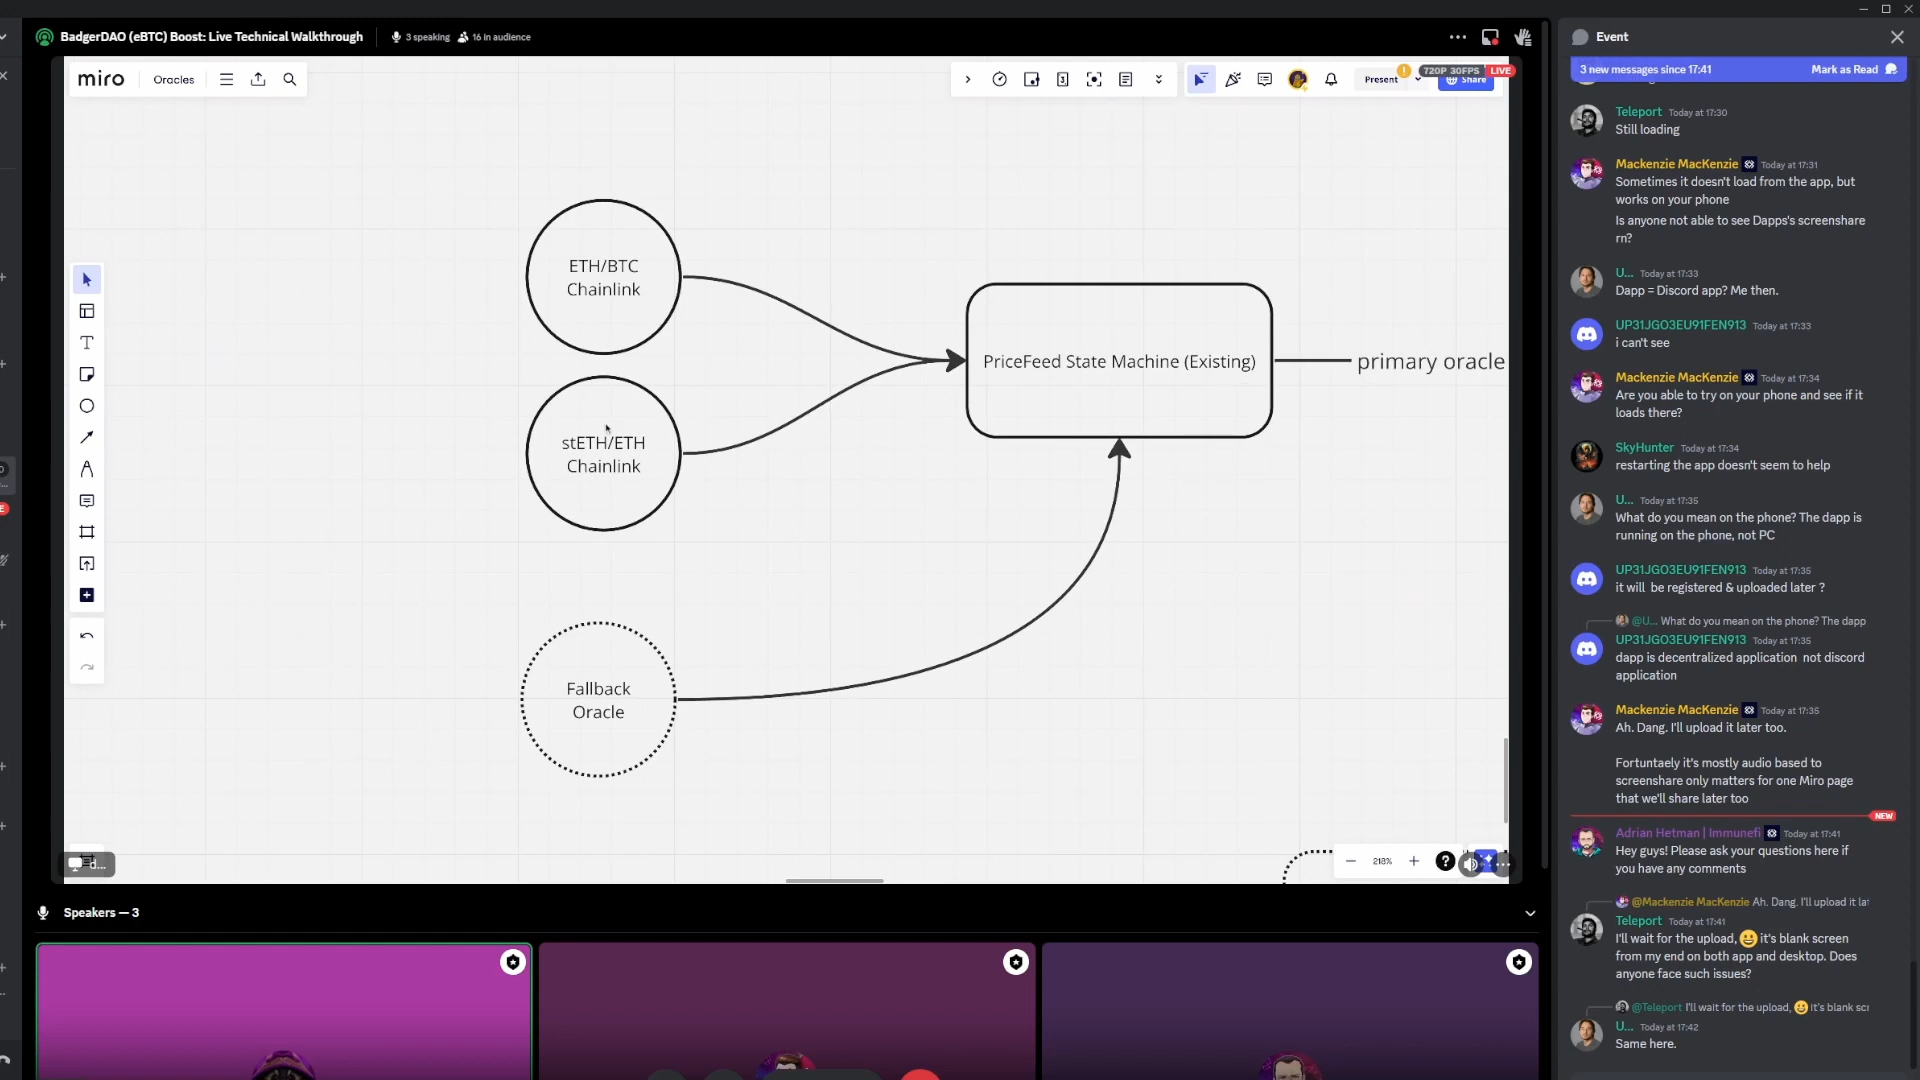 BadgerDAO (eBTC) Boost: Live Technical Walkthrough
3 speaking
16 in audience
miro
Oracles
Present
720P 30FPS
LIVE
Share
ETH/BTC
Chainlink
stETH/ETH
Chainlink
PriceFeed State Machine (Existing)
primary oracle
Fallback
Oracle
218%
Speakers — 3
Event
3 new messages since 17:41
Mark as Read
Teleport Today at 17:30
Still loading
Mackenzie MacKenzie Today at 17:31
Sometimes it doesn't load from the app, but
works on your phone
Is anyone not able to see Dapps's screenshare
rn?
U... Today at 17:33
Dapp = Discord app? Me then.
UP31JGO3EU91FEN913 Today at 17:33
i can't see
Mackenzie MacKenzie Today at 17:34
Are you able to try on your phone and see if it
loads there?
SkyHunter Today at 17:34
restarting the app doesn't seem to help
U... Today at 17:35
What do you mean on the phone? The dapp is
running on the phone, not PC
UP31JGO3EU91FEN913 Today at 17:35
it will be registered & uploaded later ?
@U... What do you mean on the phone? The dapp
UP31JGO3EU91FEN913 Today at 17:35
dapp is decentralized application not discord
application
Mackenzie MacKenzie Today at 17:35
Ah. Dang. I'll upload it later too.
Fortuntaely it's mostly audio based to
screenshare only matters for one Miro page
that we'll share later too
NEW
Adrian Hetman | Immunefi Today at 17:41
Hey guys! Please ask your questions here if
you have any comments
@Mackenzie MacKenzie Ah. Dang. I'll upload it lat
Teleport Today at 17:41
I'll wait for the upload, 😀 it's blank screen
from my end on both app and desktop. Does
anyone face such issues?
@Teleport I'll wait for the upload, 😀 it's blank scr
U... Today at 17:42
Same here.